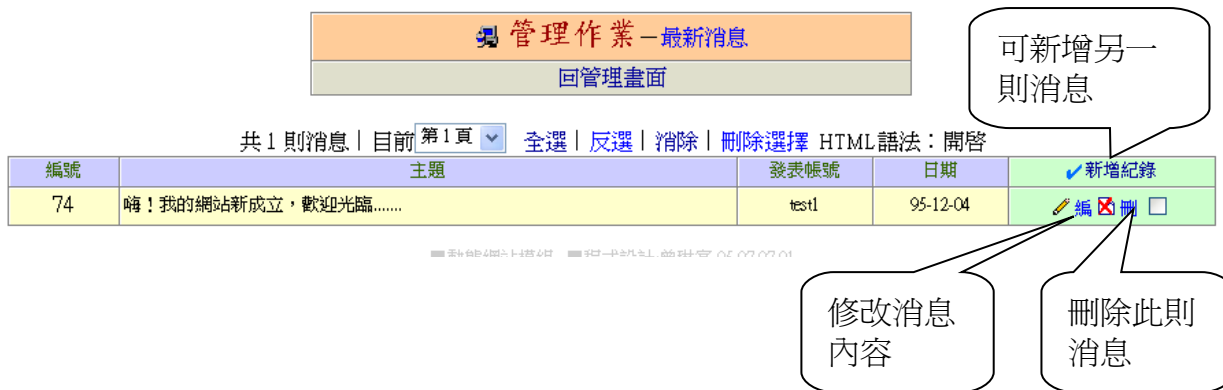 管理作業－最新消息
回管理畫面
可新增另一
則消息
共1則消息｜目前 第1頁 全選｜反選｜消除｜刪除選擇 HTML語法：開啓
編號 主題 發表帳號 日期 新增紀錄
74 嗨！我的網站新成立，歡迎光臨....... test1 95-12-04 編 刪
修改消息
內容
刪除此則
消息